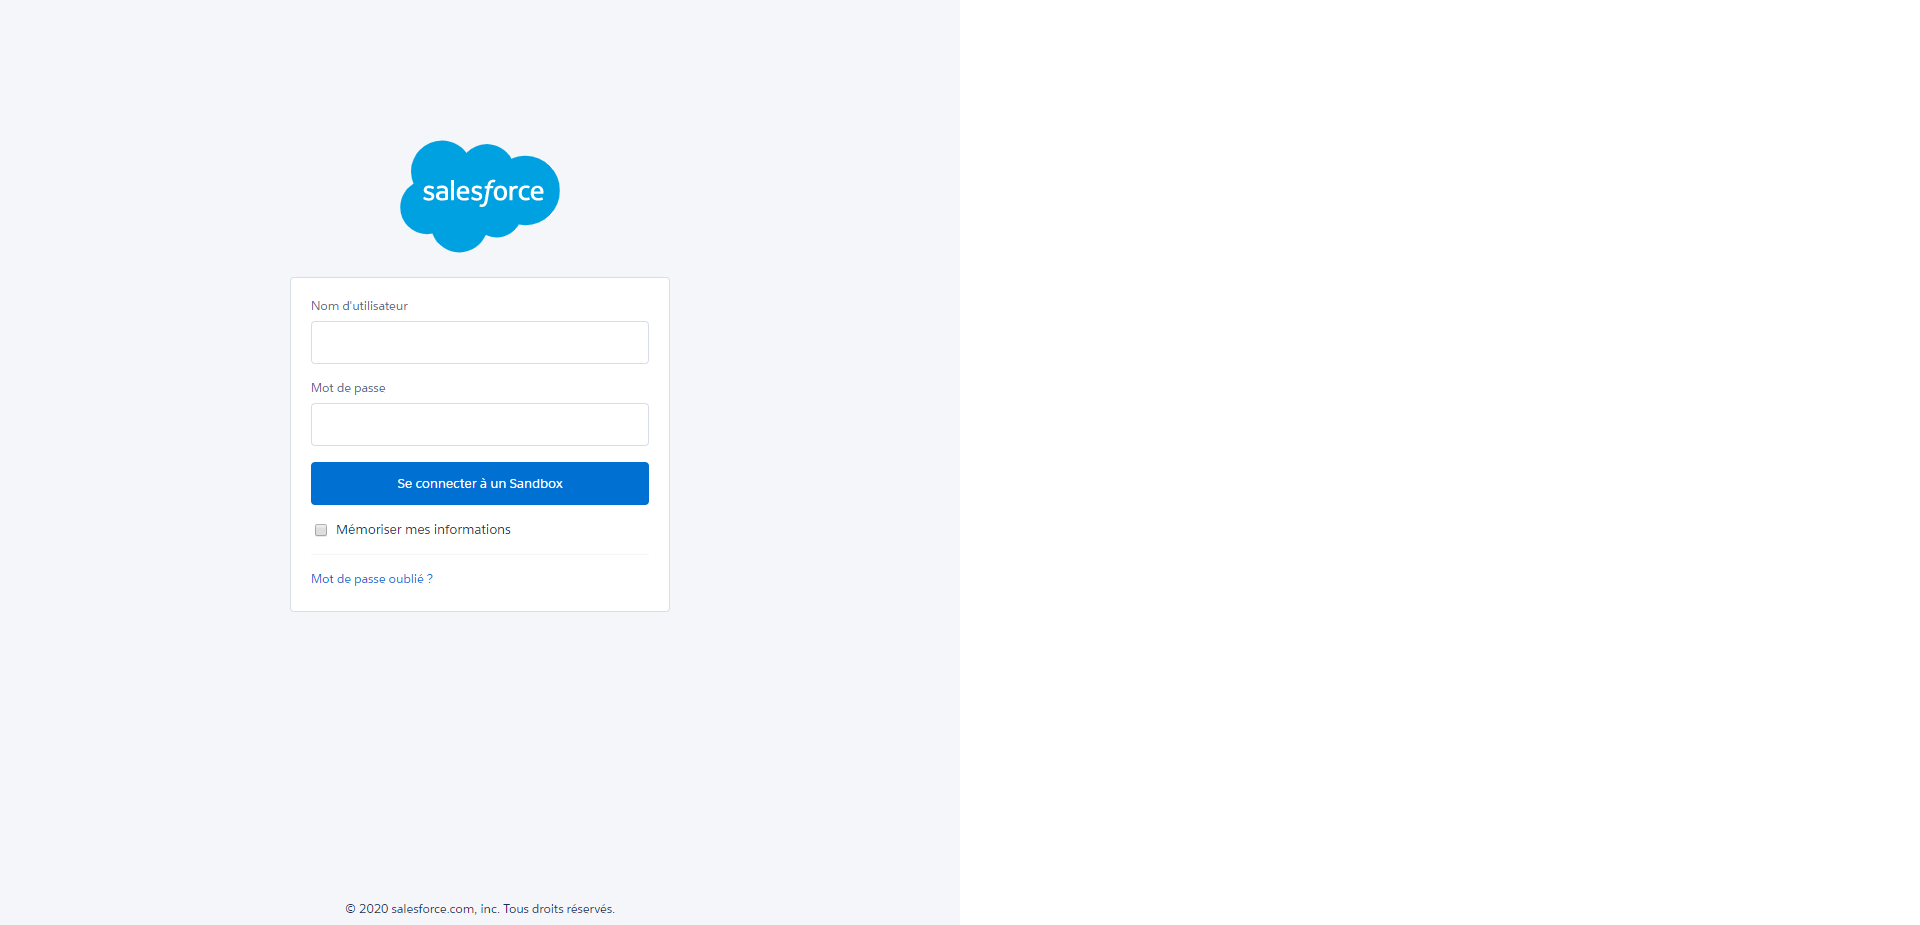 salesforce
Nom d'utilisateur
Mot de passe
Se connecter à un Sandbox
Mémoriser mes informations
Mot de passe oublié ?
© 2020 salesforce.com, inc. Tous droits réservés.